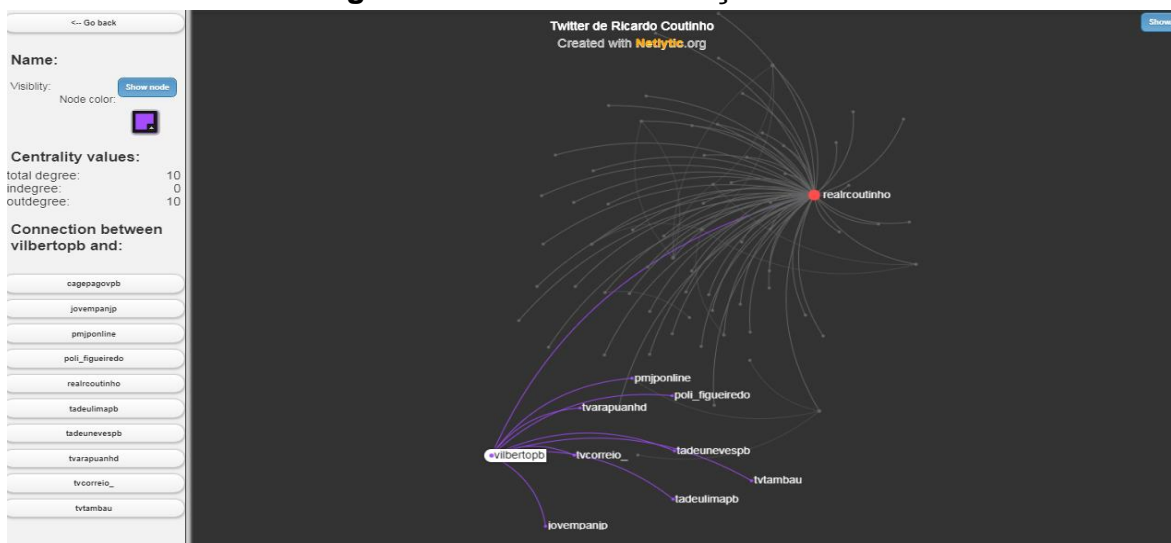 <-- Go back
Name:
Visiblity:
Show node
Node color:
Centrality values:
total degree: 10
indegree: 0
outdegree: 10
Connection between
vilbertopb and:
cagepagovpb
jovempanjp
pmjponline
poli_figueiredo
realrcoutinho
tadeulimapb
tadeunevespb
tvarapuanhd
tvcorreio_
tvtambau
Twitter de Ricardo Coutinho
Created with Netlytic.org
Show
realrcoutinho
pmjponline
poli_figueiredo
tvarapuanhd
vilbertopb
tvcorreio_
tadeunevespb
tvtambau
tadeulimapb
jovempanjp